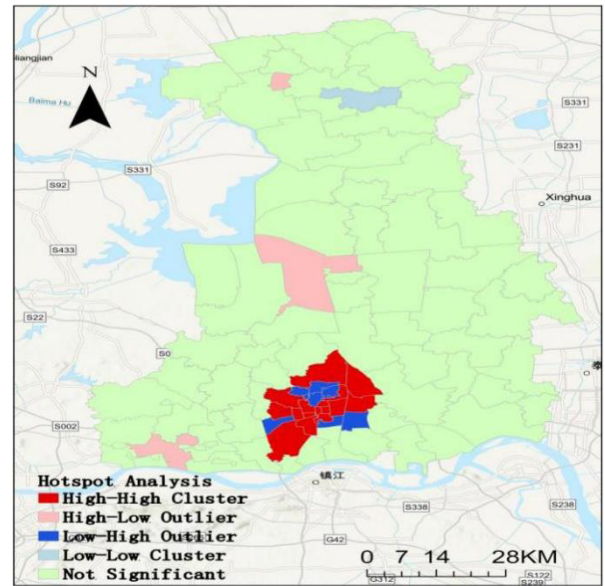 liangjian
N
Baima Hu
S331
S331
S231
S92
Xinghua
S433
S22
S0
泰
S002
镇江
Hotspot Analysis
High-High Cluster
High-Low Outlier
Low-High Outlier
Low-Low Cluster
Not Significant
S338
S238
G42
0 7 14 28KM
G312
S122
S239